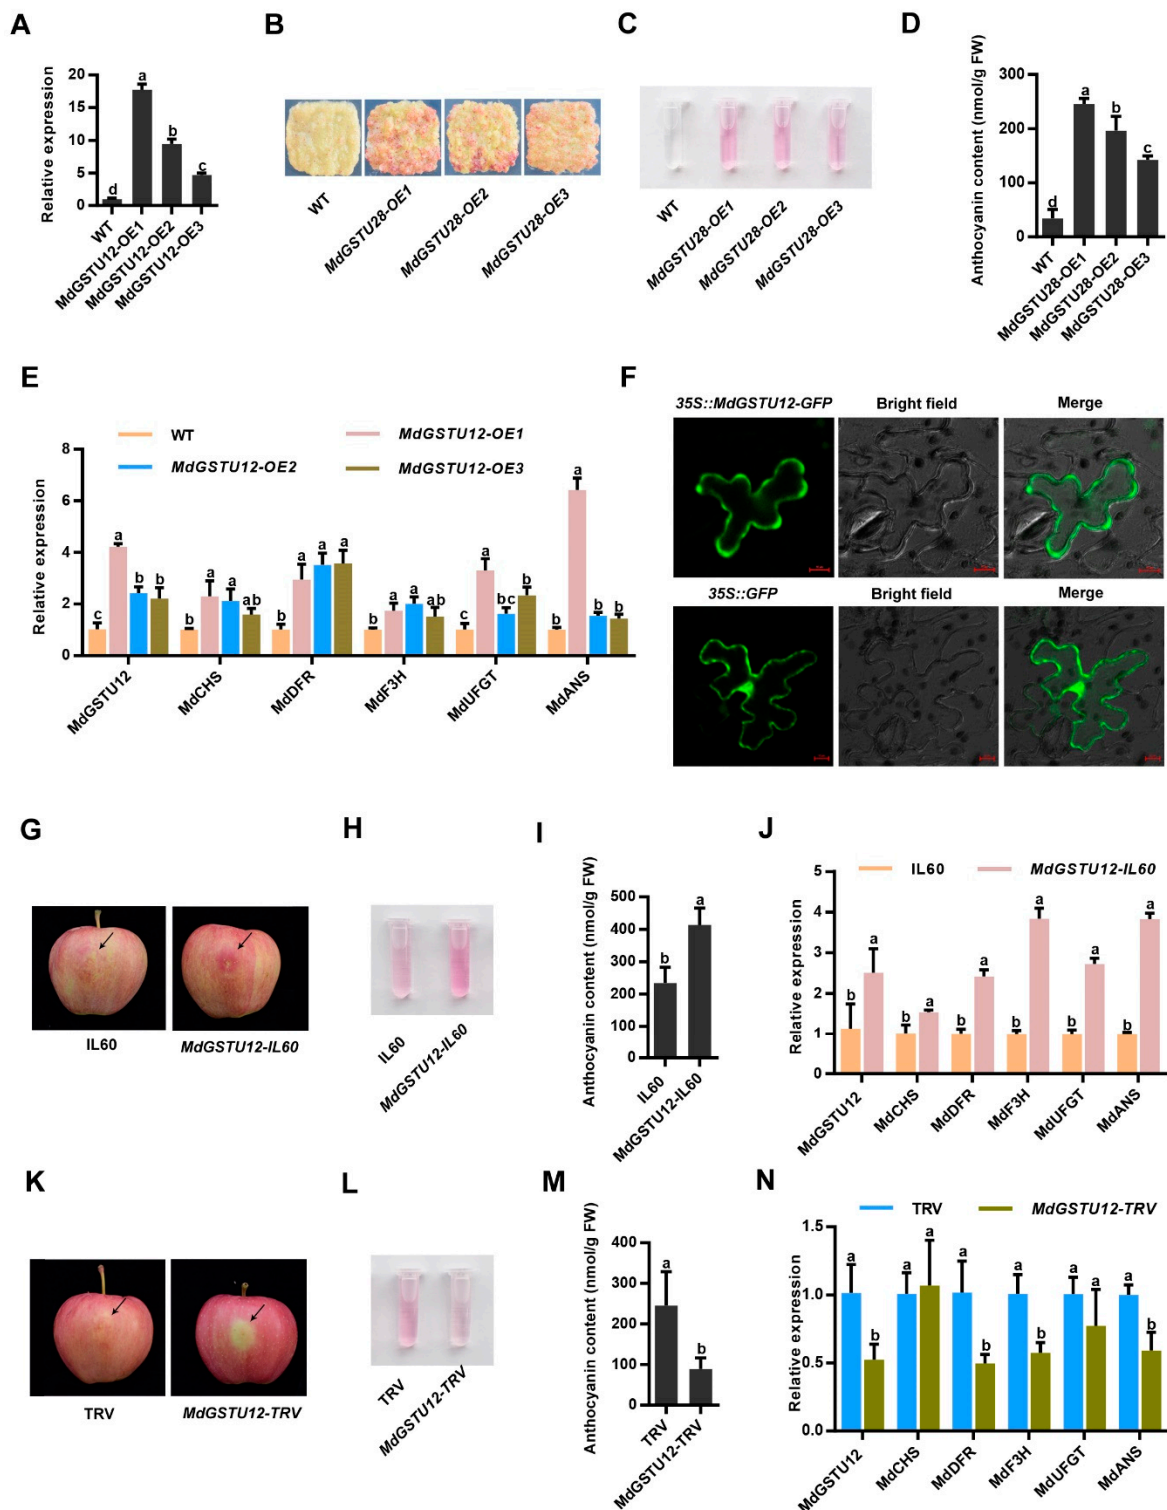 A
Relative expression
20
15
10
5
0
a
b
c
d
WT
MdGSTU12-OE1
MdGSTU12-OE2
MdGSTU12-OE3
B
WT
MdGSTU28-OE1
MdGSTU28-OE2
MdGSTU28-OE3
C
WT
MdGSTU28-OE1
MdGSTU28-OE2
MdGSTU28-OE3
D
Anthocyanin content (nmol/g FW)
300
200
100
0
a
b
c
d
WT
MdGSTU28-OE1
MdGSTU28-OE2
MdGSTU28-OE3
E
WT
MdGSTU12-OE1
MdGSTU12-OE2
MdGSTU12-OE3
Relative expression
8
6
4
2
0
c a b b
b a a ab
b a a a
b a a ab
c a bc b
b a b b
MdGSTU12
MdCHS
MdDFR
MdF3H
MdUFGT
MdANS
F
35S::MdGSTU12-GFP
Bright field
Merge
35S::GFP
Bright field
Merge
G
IL60
MdGSTU12-IL60
H
IL60
MdGSTU12-IL60
I
Anthocyanin content (nmol/g FW)
500
400
300
200
100
0
b
a
IL60
MdGSTU12-IL60
J
IL60
MdGSTU12-IL60
Relative expression
5
4
3
2
1
0
b a
b a
b a
b a
b a
b a
MdGSTU12
MdCHS
MdDFR
MdF3H
MdUFGT
MdANS
K
TRV
MdGSTU12-TRV
L
TRV
MdGSTU12-TRV
M
Anthocyanin content (nmol/g FW)
400
300
200
100
0
a
b
TRV
MdGSTU12-TRV
N
TRV
MdGSTU12-TRV
Relative expression
1.5
1.0
0.5
0.0
a b
a a
a b
a b
a a
a b
MdGSTU12
MdCHS
MdDFR
MdF3H
MdUFGT
MdANS